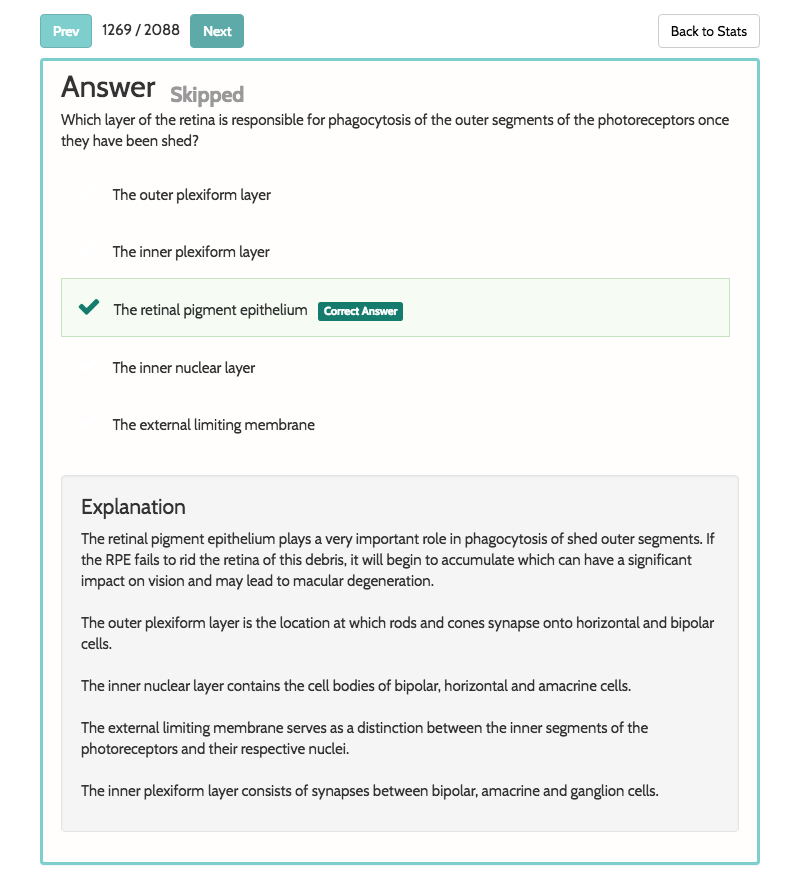 Prev 1269 / 2088 Next Back to Stats
Answer Skipped
Which layer of the retina is responsible for phagocytosis of the outer segments of the photoreceptors once
they have been shed?
The outer plexiform layer
The inner plexiform layer
The retinal pigment epithelium Correct Answer
The inner nuclear layer
The external limiting membrane
Explanation
The retinal pigment epithelium plays a very important role in phagocytosis of shed outer segments. If
the RPE fails to rid the retina of this debris, it will begin to accumulate which can have a significant
impact on vision and may lead to macular degeneration.
The outer plexiform layer is the location at which rods and cones synapse onto horizontal and bipolar
cells.
The inner nuclear layer contains the cell bodies of bipolar, horizontal and amacrine cells.
The external limiting membrane serves as a distinction between the inner segments of the
photoreceptors and their respective nuclei.
The inner plexiform layer consists of synapses between bipolar, amacrine and ganglion cells.